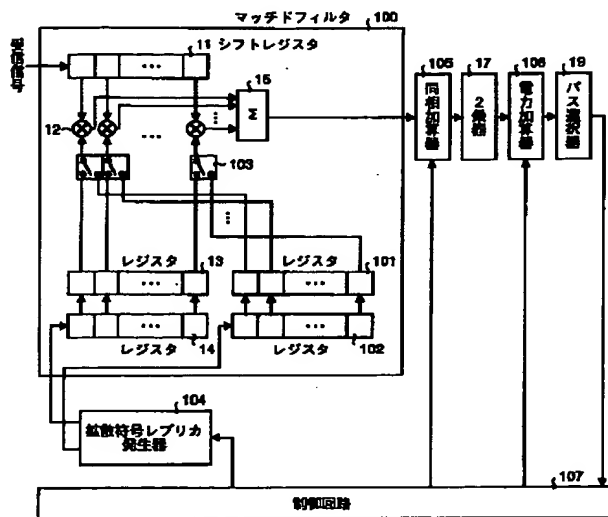 マッチドフィルタ 100
受信信号
11 シフトレジスタ
…
15
Σ
12
…
103
105
同相加算器
17
2乗器
106
電力加算器
19
パス選択器
レジスタ 13
…
レジスタ 101
…
…
レジスタ 14
…
レジスタ 102
104
拡散符号レプリカ
発生器
107
制御回路